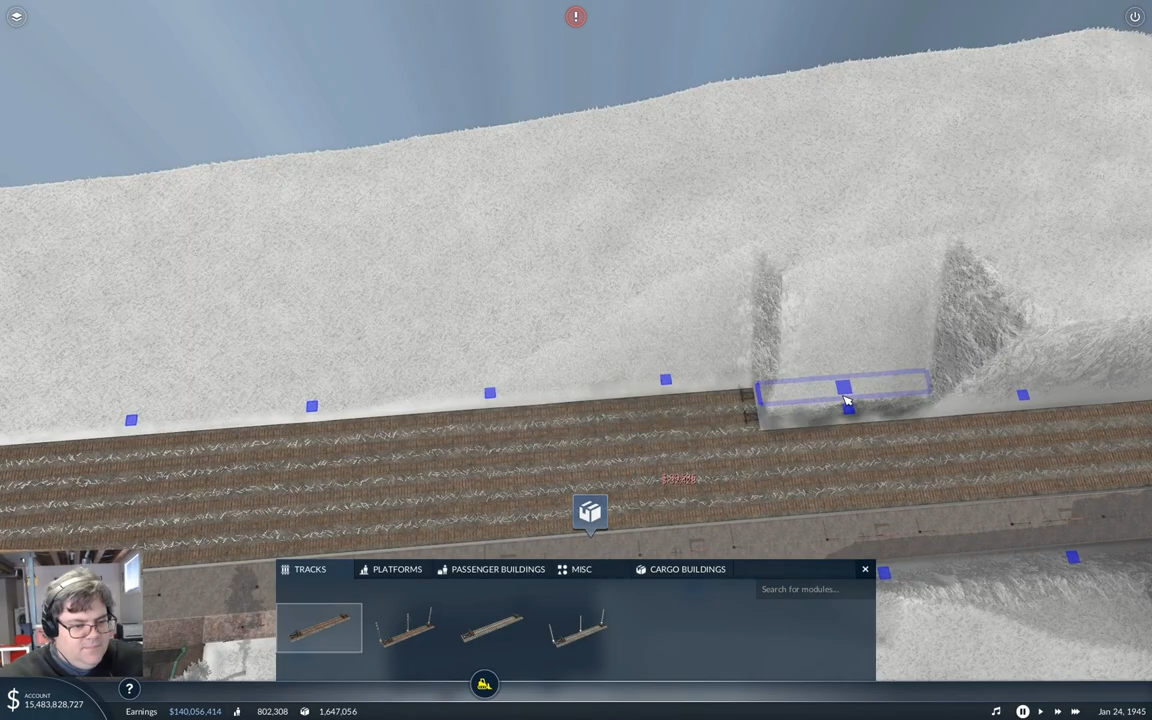 TRACKS
PLATFORMS
PASSENGER BUILDINGS
MISC
CARGO BUILDINGS
Search for modules...
ACCOUNT
$ 15,483,828,727
?
Earnings $140,056,414
802,308
1,647,056
Jan 24, 1945